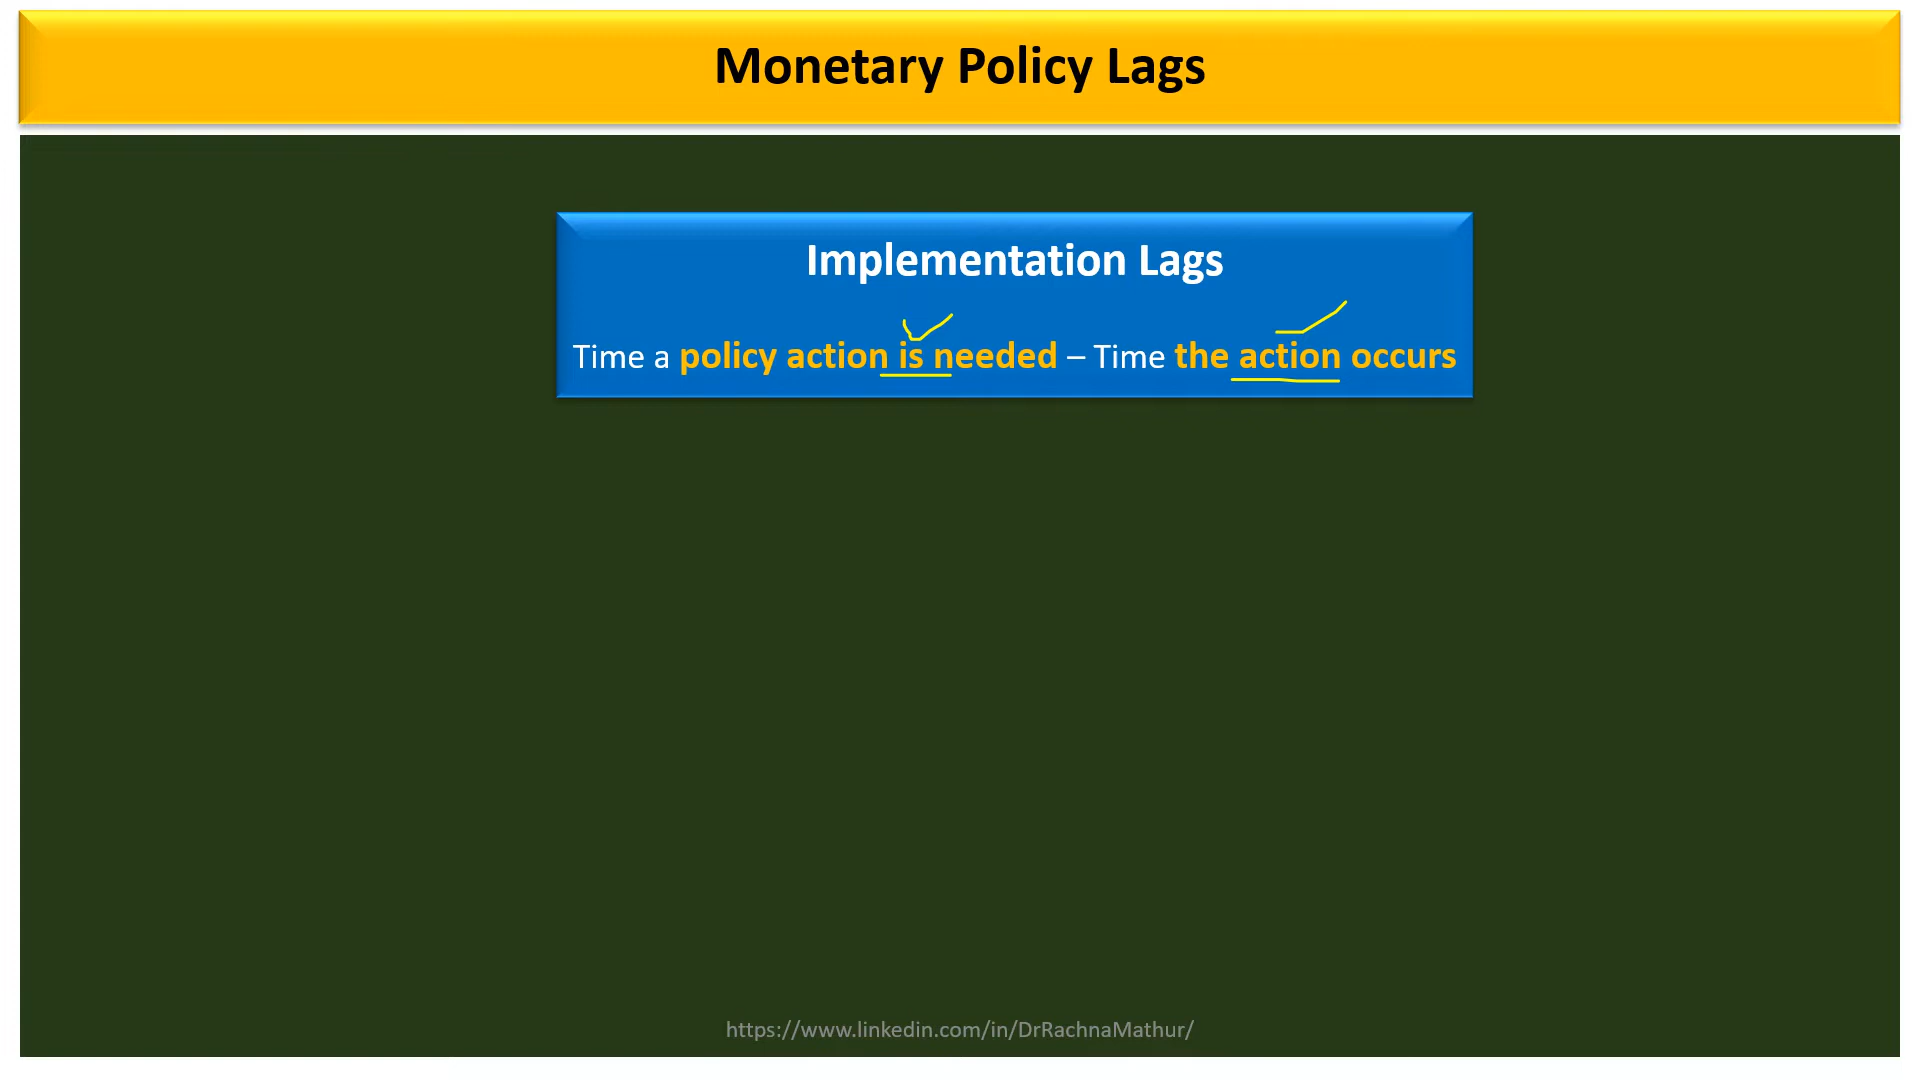 Monetary Policy Lags
Implementation Lags
Time a policy action is needed – Time the action occurs
https://www.linkedin.com/in/DrRachnaMathur/